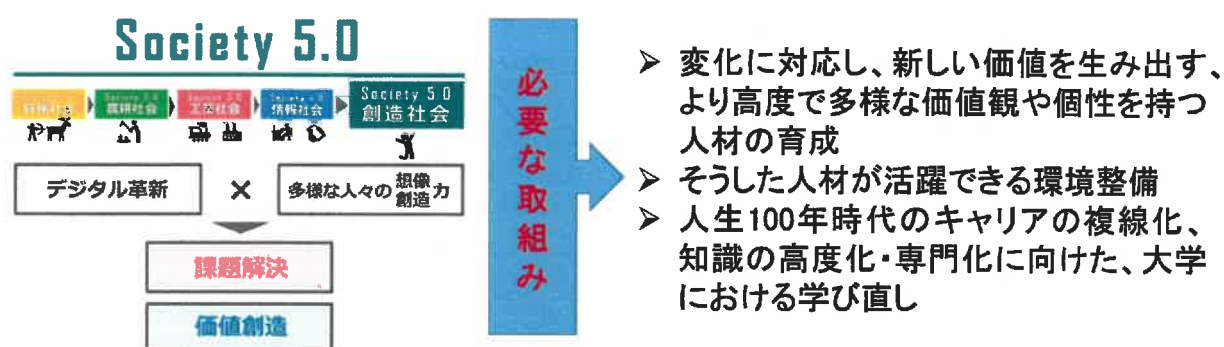 Society 5.0
狩猟社会
農耕社会
工業社会
情報社会
Society 5.0
創造社会
デジタル革新
×
多様な人々の想像創造力
課題解決
価値創造
必要な取組み
➢ 変化に対応し、新しい価値を生み出す、
より高度で多様な価値観や個性を持つ
人材の育成
➢ そうした人材が活躍できる環境整備
➢ 人生100年時代のキャリアの複線化、
知識の高度化・専門化に向けた、大学
における学び直し